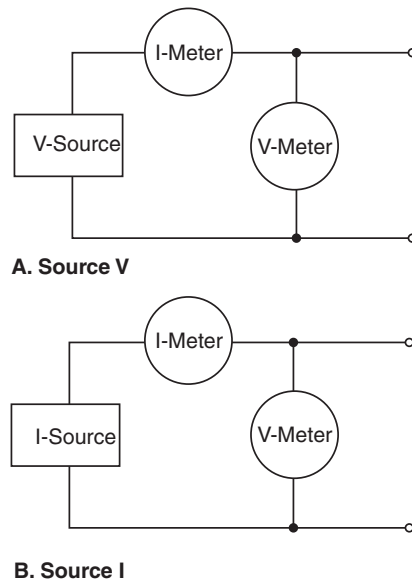 I-Meter
V-Source
V-Meter
A. Source V
I-Meter
I-Source
V-Meter
B. Source I